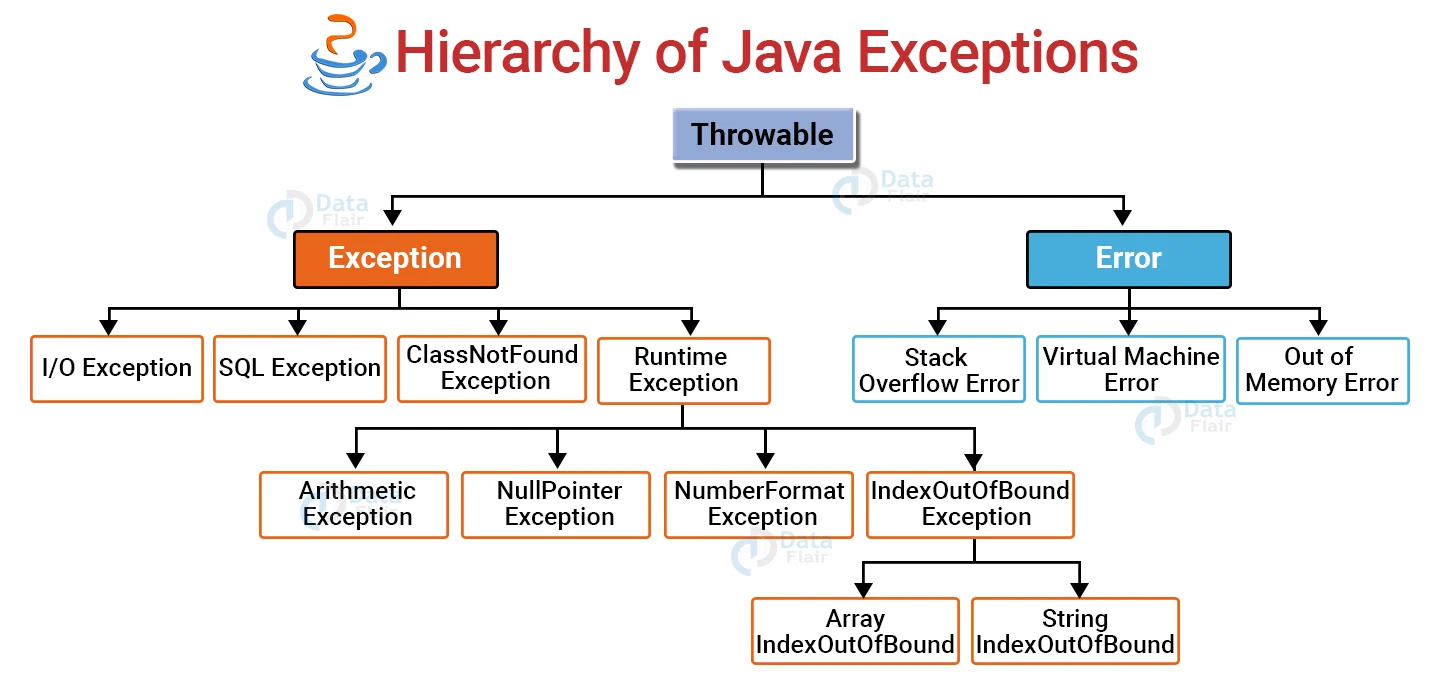 Hierarchy of Java Exceptions
Throwable
Data
Flair
Data
Flair
Exception
Error
I/O Exception
SQL Exception
ClassNotFound
Exception
Runtime
Exception
Stack
Overflow Error
Virtual Machine
Error
Out of
Memory Error
Data
Flair
Arithmetic
Exception
NullPointer
Exception
NumberFormat
Exception
IndexOutOfBound
Exception
Data
Flair
Data
Flair
Array
IndexOutOfBound
String
IndexOutOfBound